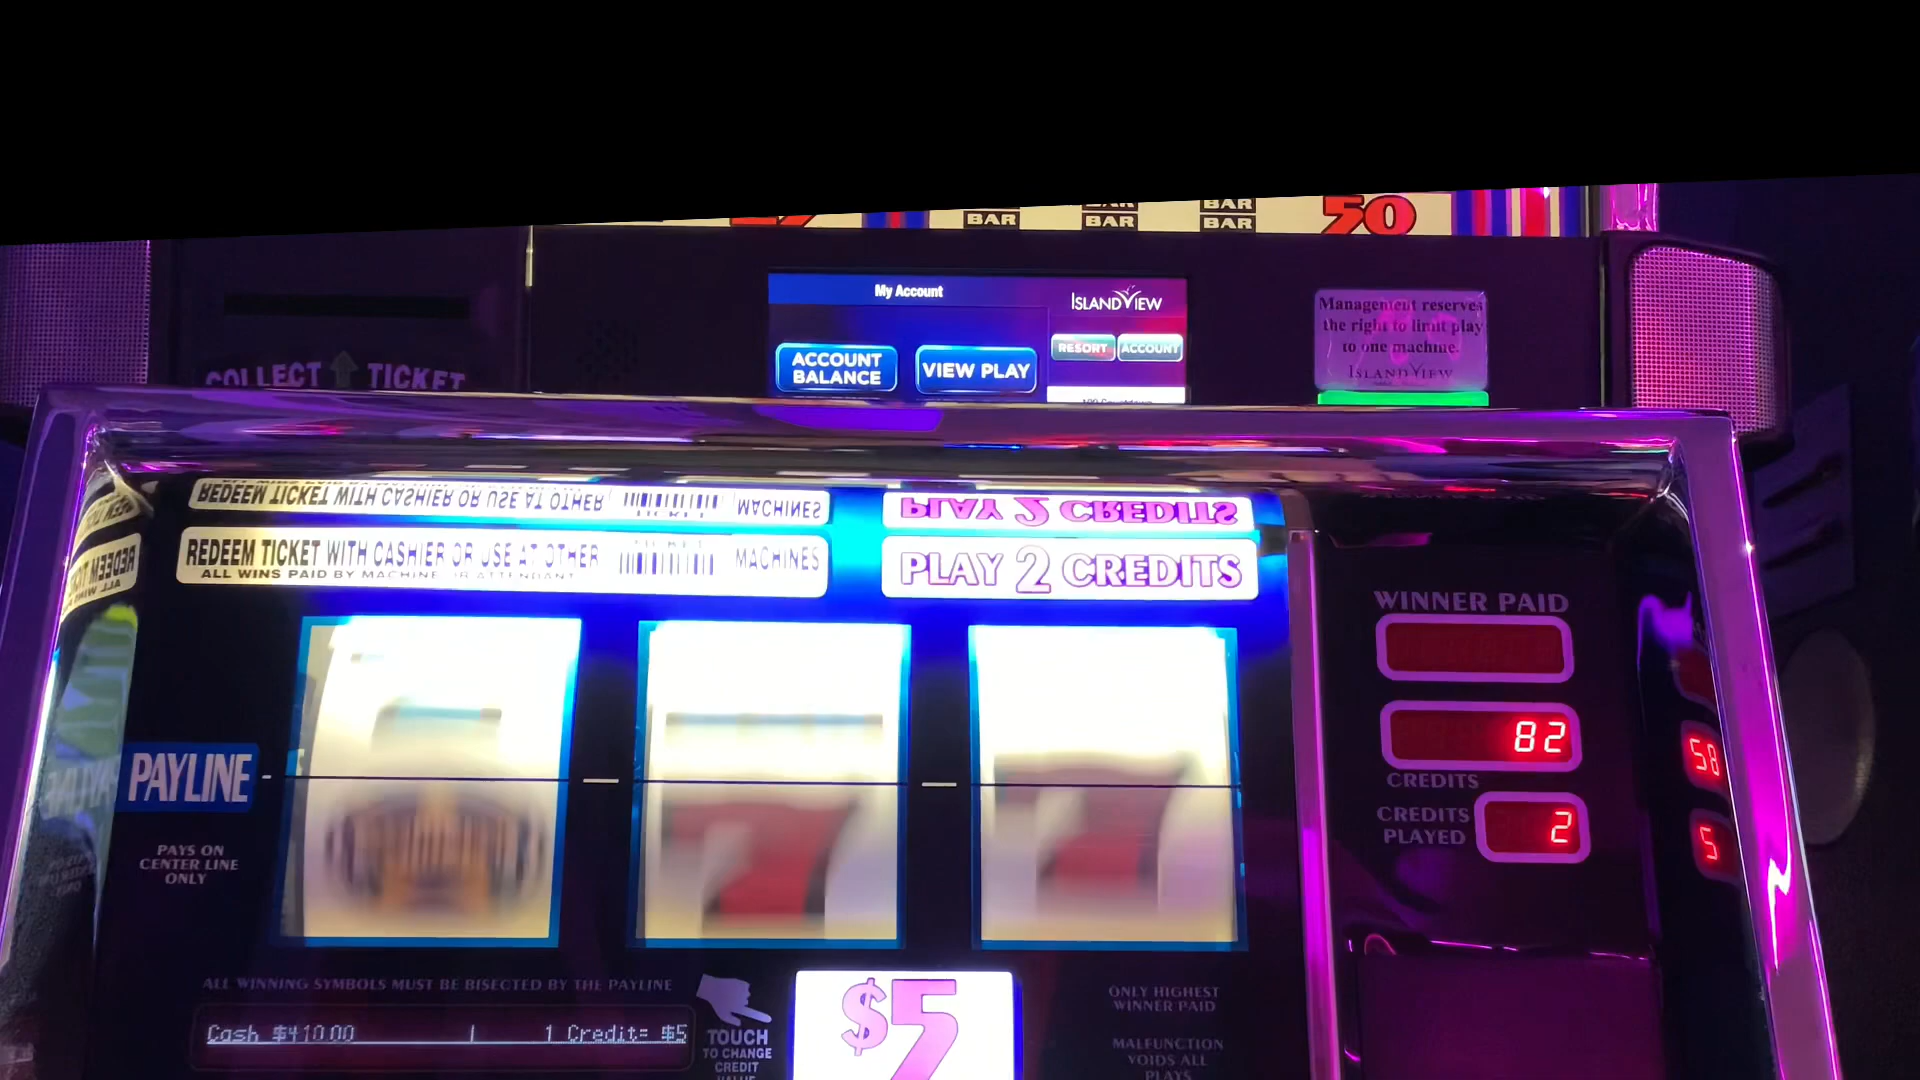 BAR
BAR
BAR
BAR
BAR
50
My Account
ISLANDVIEW
ACCOUNT
BALANCE
VIEW PLAY
RESORT
ACCOUNT
Management reserves
the right to limit play
to one machine.
ISLANDVIEW
COLLECT TICKET
REDEEM TICKET WITH CASHIER OR USE AT OTHER MACHINES
PLAY 2 CREDITS
REDEEM TICKET WITH CASHIER OR USE AT OTHER MACHINES
ALL WINS PAID BY MACHINE OR ATTENDANT
PLAY 2 CREDITS
WINNER PAID
82
CREDITS
CREDITS
PLAYED
2
PAYLINE
PAYS ON
CENTER LINE
ONLY
ALL WINNING SYMBOLS MUST BE BISECTED BY THE PAYLINE
Cash $410.00 | 1 Credit= $5
TOUCH
TO CHANGE
CREDIT
VALUE
$5
ONLY HIGHEST
WINNER PAID
MALFUNCTION
VOIDS ALL
PLAYS